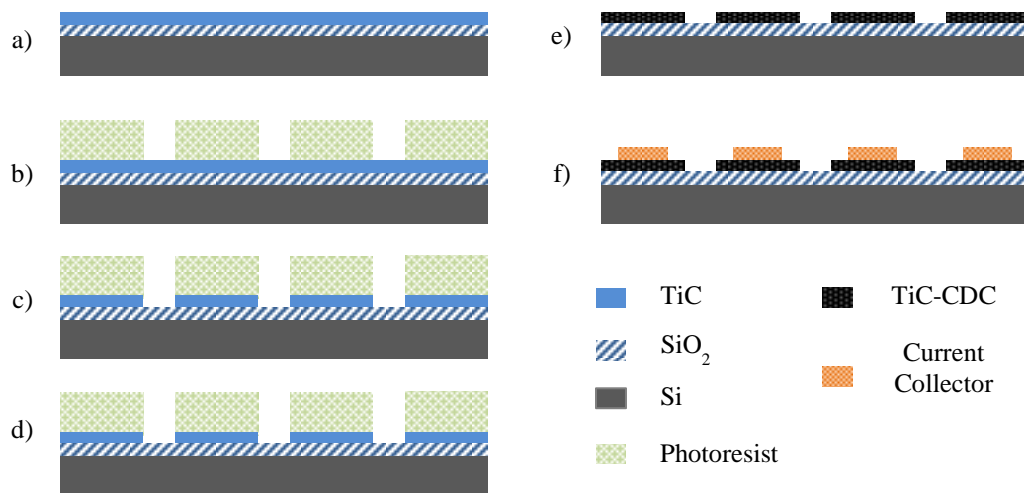 a)
b)
c)
d)
e)
f)
TiC
SiO₂
Si
Photoresist
TiC-CDC
Current
Collector